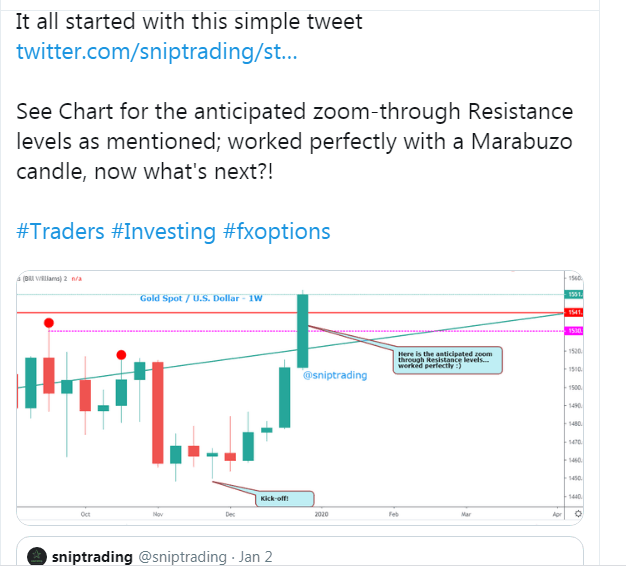 It all started with this simple tweet
twitter.com/sniptrading/st...
See Chart for the anticipated zoom-through Resistance
levels as mentioned; worked perfectly with a Marabuzo
candle, now what's next?!
#Traders #Investing #fxoptions
s (Bill Williams) 2 n/a
Gold Spot / U.S. Dollar - 1W
1560.
1551.
1541.
1530.
1520.
1510.
1500.
1490.
1480.
1470.
1460.
1450.
1440.
Here is the anticipated zoom
through Resistance levels...
worked perfectly :)
@sniptrading
Kick-off!
Oct Nov Dec 2020 Feb Mar Apr
sniptrading @sniptrading · Jan 2